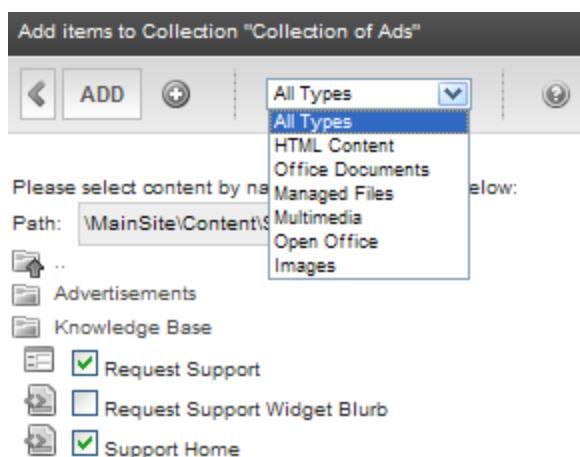 Add items to Collection "Collection of Ads"
ADD
All Types
All Types
HTML Content
Office Documents
Managed Files
Multimedia
Open Office
Images
Please select content by na elow:
Path: \MainSite\Content\S
..
Advertisements
Knowledge Base
Request Support
Request Support Widget Blurb
Support Home